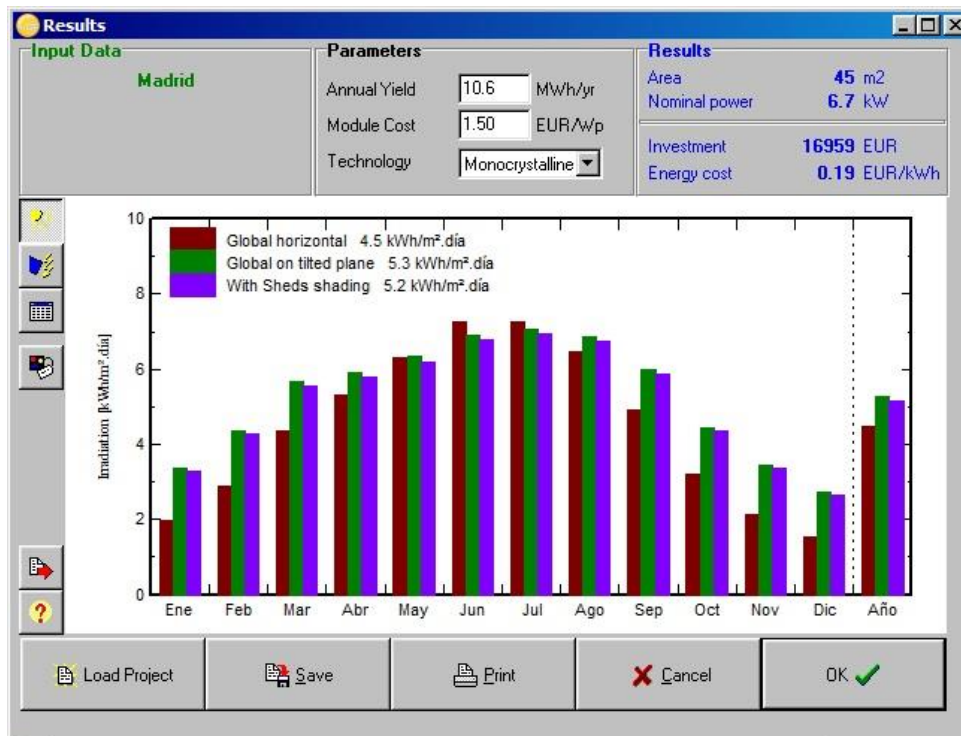 Results
Input Data
Madrid
Parameters
Annual Yield 10.6 MWh/yr
Module Cost 1.50 EUR/Wp
Technology Monocrystalline
Results
Area 45 m2
Nominal power 6.7 kW
Investment 16959 EUR
Energy cost 0.19 EUR/kWh
Global horizontal 4.5 kWh/m².día
Global on tilted plane 5.3 kWh/m².día
With Sheds shading 5.2 kWh/m².día
Irradiation [kWh/m².día]
10
8
6
4
2
0
Ene Feb Mar Abr May Jun Jul Ago Sep Oct Nov Dic Año
Load Project Save Print Cancel OK